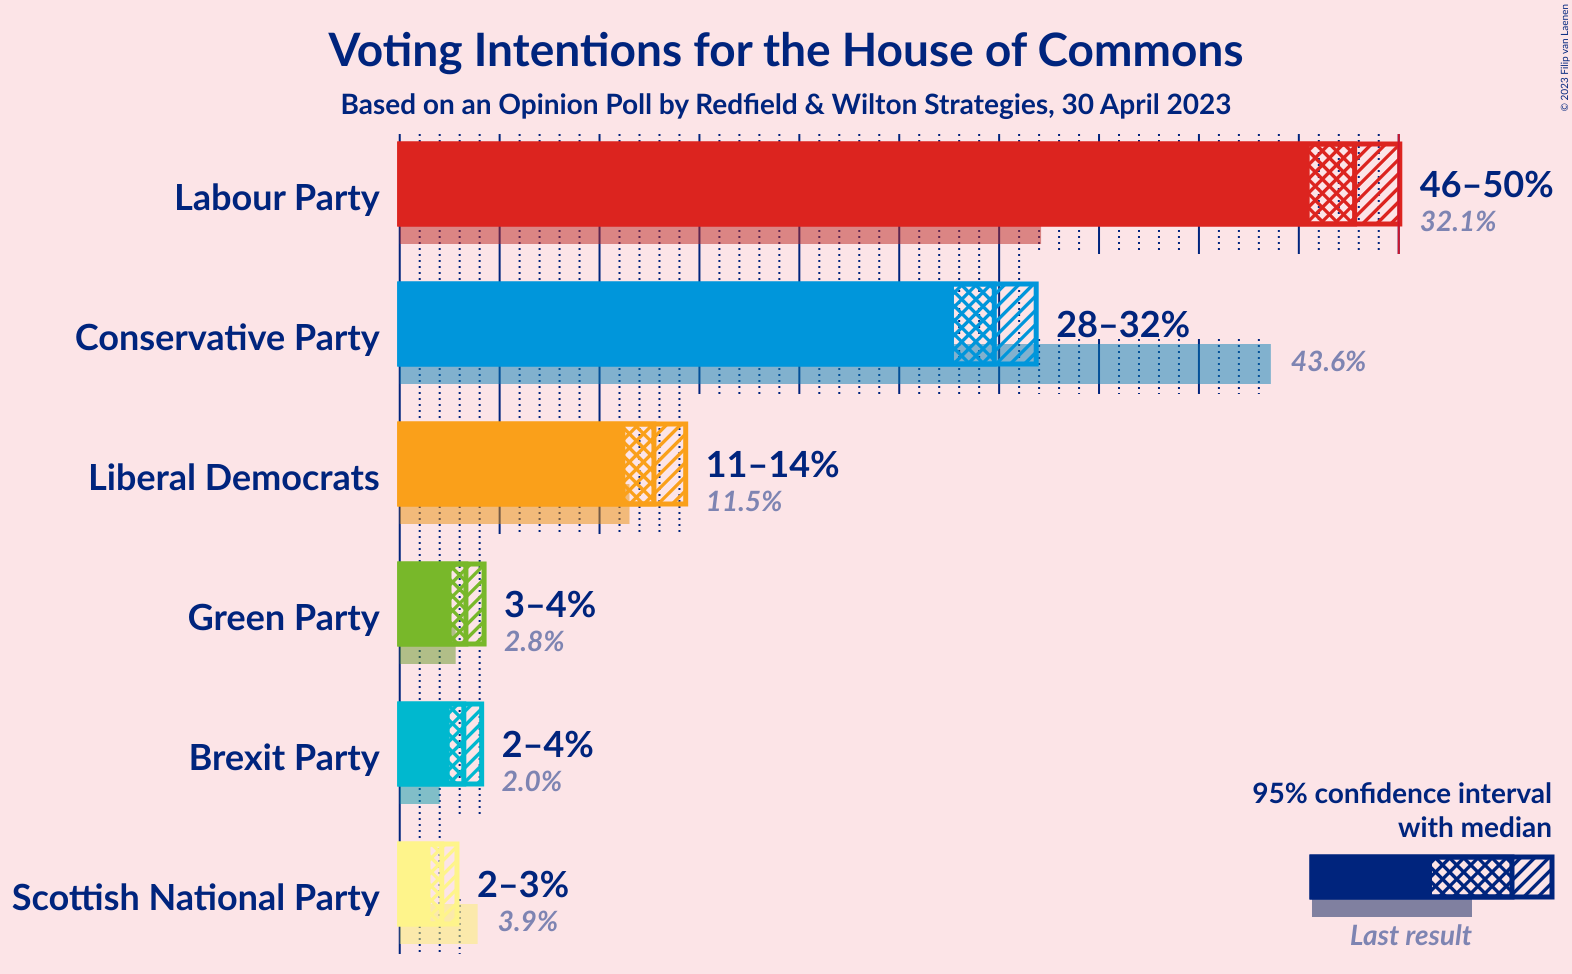 Voting Intentions for the House of Commons
Based on an Opinion Poll by Redfield & Wilton Strategies, 30 April 2023
© 2023 Filip van Laenen
Labour Party
46–50%
32.1%
Conservative Party
28–32%
43.6%
Liberal Democrats
11–14%
11.5%
Green Party
3–4%
2.8%
Brexit Party
2–4%
2.0%
Scottish National Party
2–3%
3.9%
95% confidence interval
with median
Last result